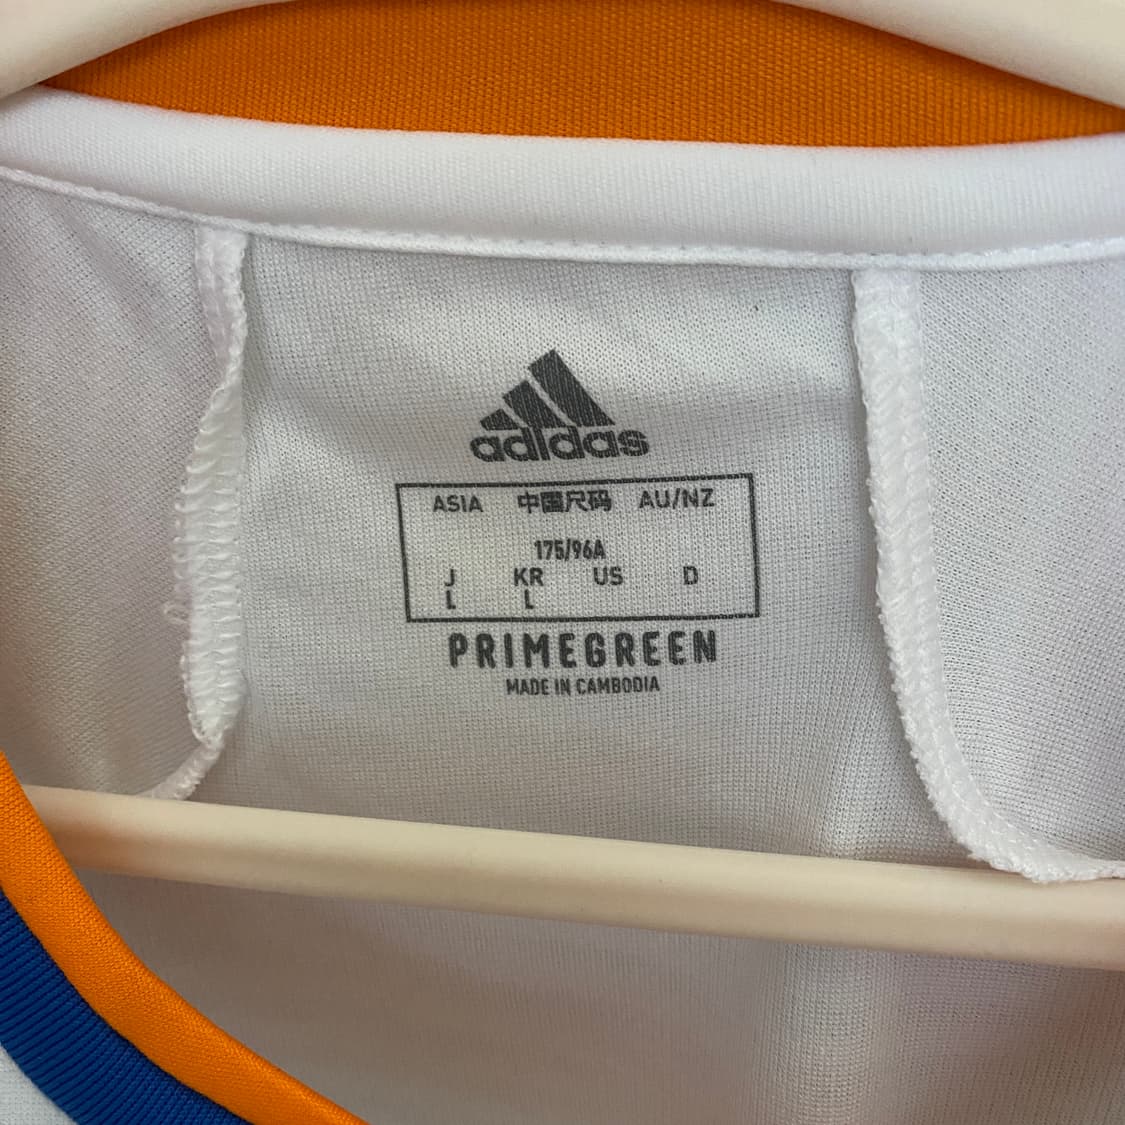 adidas
ASIA 中国尺码 AU/NZ
175/96A
J KR US D
L L
PRIMEGREEN
MADE IN CAMBODIA